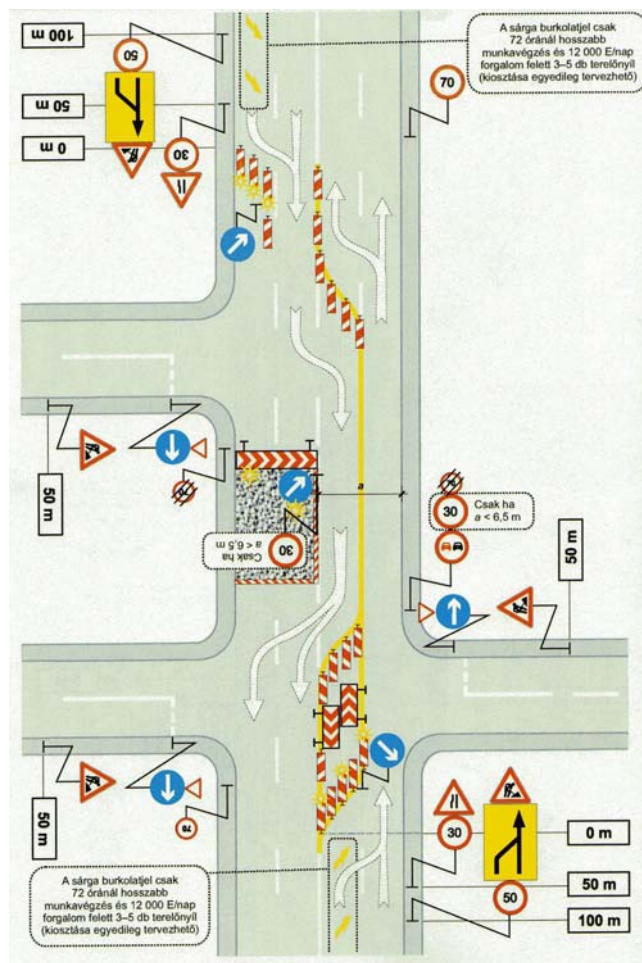 100 m
50
50 m
0 m
30
A sárga burkolatjel csak
72 óránál hosszabb
munkavégzés és 12 000 E/nap
forgalom felett 3–5 db terelőnyíl
(kiosztása egyedileg tervezhető)
70
50 m
a
Csak ha
a < 6,5 m
30
30
Csak ha
a < 6,5 m
50 m
50 m
70
A sárga burkolatjel csak
72 óránál hosszabb
munkavégzés és 12 000 E/nap
forgalom felett 3–5 db terelőnyíl
(kiosztása egyedileg tervezhető)
30
50
0 m
50 m
100 m